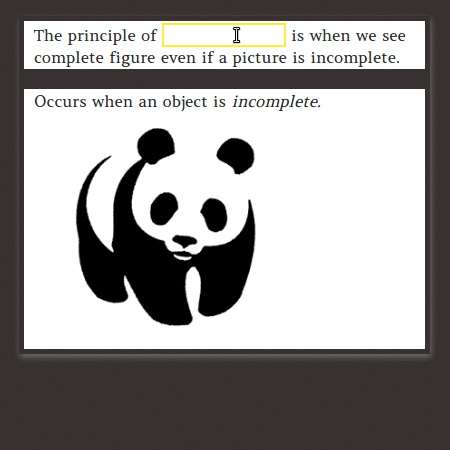 The principle of is when we see
complete figure even if a picture is incomplete.
Occurs when an object is incomplete.